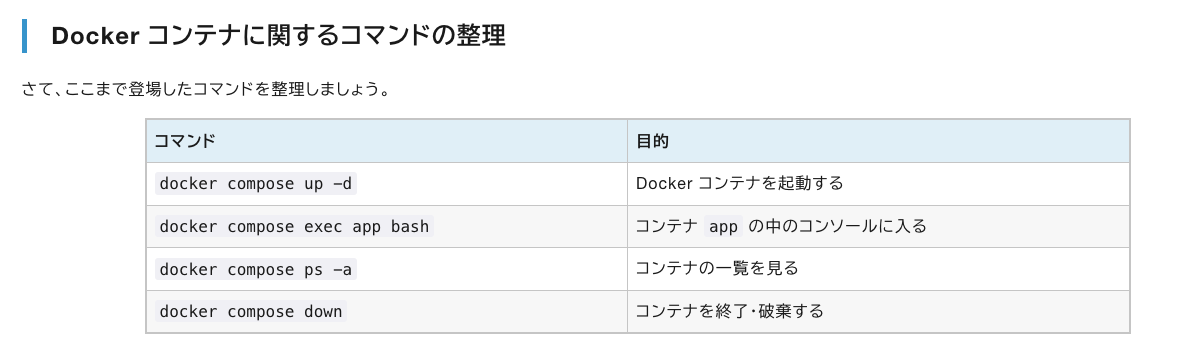 Docker コンテナに関するコマンドの整理
さて、ここまで登場したコマンドを整理しましょう。
コマンド 目的
docker compose up -d Docker コンテナを起動する
docker compose exec app bash コンテナ app の中のコンソールに入る
docker compose ps -a コンテナの一覧を見る
docker compose down コンテナを終了・破棄する